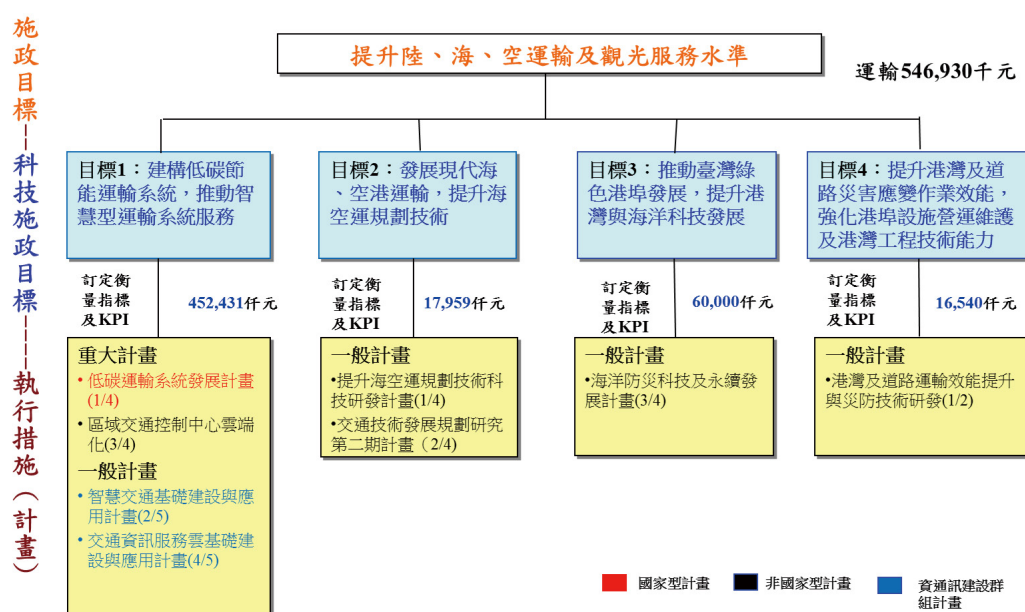 施政目標---科技施政目標-----執行措施（計畫）
提升陸、海、空運輸及觀光服務水準
運輸546,930千元
目標1：建構低碳節
能運輸系統，推動智
慧型運輸系統服務
訂定衡
量指標
及KPI
452,431仟元
重大計畫
•低碳運輸系統發展計畫
(1/4)
•區域交通控制中心雲端
化(3/4)
一般計畫
•智慧交通基礎建設與應
用計畫(2/5)
•交通資訊服務雲基礎建
設與應用計畫(4/5)
目標2：發展現代海
、空港運輸，提升海
空運規劃技術
訂定衡
量指標
及KPI
17,959仟元
一般計畫
•提升海空運規劃技術科
技研發計畫(1/4)
•交通技術發展規劃研究
第二期計畫（2/4）
目標3：推動臺灣綠
色港埠發展，提升港
灣與海洋科技發展
訂定衡
量指標
及KPI
60,000仟元
一般計畫
•海洋防災科技及永續發
展計畫(3/4)
目標4：提升港灣及道
路災害應變作業效能，
強化港埠設施營運維護
及港灣工程技術能力
訂定衡
量指標
及KPI
16,540仟元
一般計畫
•港灣及道路運輸效能提升
與災防技術研發(1/2)
國家型計畫
非國家型計畫
資通訊建設群
組計畫